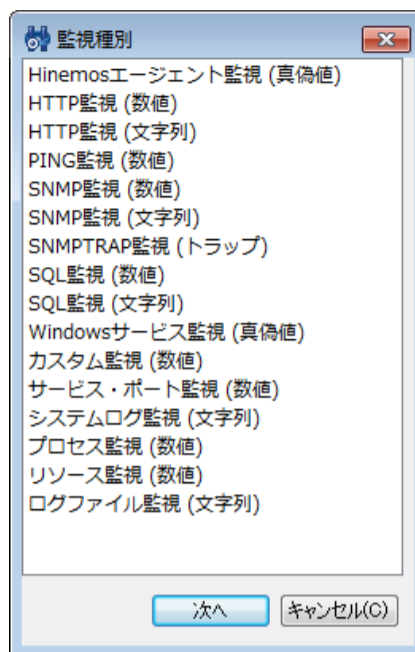 監視種別
Hinemosエージェント監視 (真偽値)
HTTP監視 (数値)
HTTP監視 (文字列)
PING監視 (数値)
SNMP監視 (数値)
SNMP監視 (文字列)
SNMPTRAP監視 (トラップ)
SQL監視 (数値)
SQL監視 (文字列)
Windowsサービス監視 (真偽値)
カスタム監視 (数値)
サービス・ポート監視 (数値)
システムログ監視 (文字列)
プロセス監視 (数値)
リソース監視 (数値)
ログファイル監視 (文字列)
次へ
キャンセル(C)